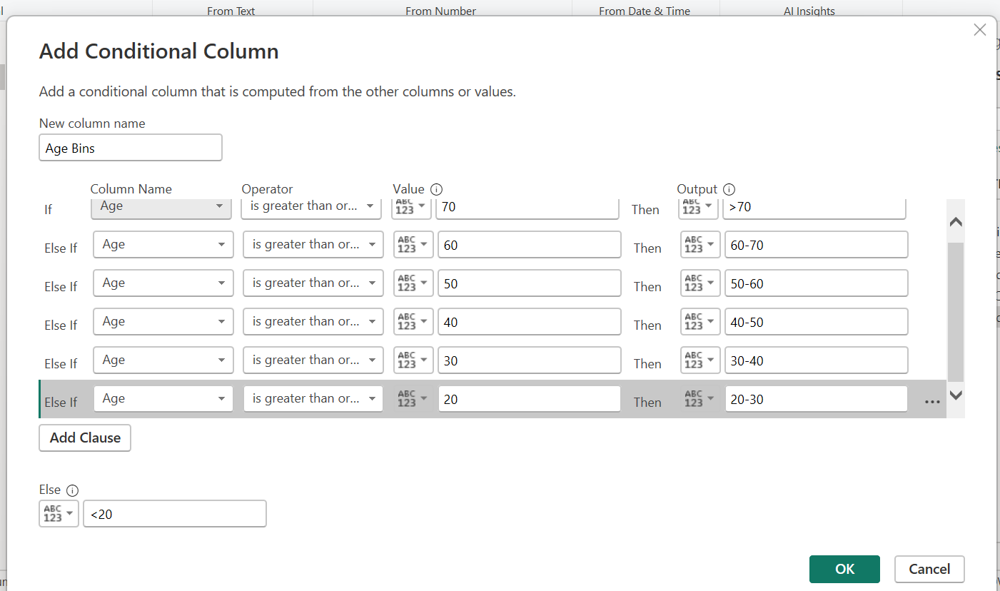 From Text From Number From Date & Time AI Insights
Add Conditional Column
Add a conditional column that is computed from the other columns or values.
New column name
Age Bins
Column Name Operator Value Output
If Age is greater than or... ABC 123 70 Then ABC 123 >70
Else If Age is greater than or... ABC 123 60 Then ABC 123 60-70
Else If Age is greater than or... ABC 123 50 Then ABC 123 50-60
Else If Age is greater than or... ABC 123 40 Then ABC 123 40-50
Else If Age is greater than or... ABC 123 30 Then ABC 123 30-40
Else If Age is greater than or... ABC 123 20 Then ABC 123 20-30 ...
Add Clause
Else
ABC 123 <20
OK Cancel